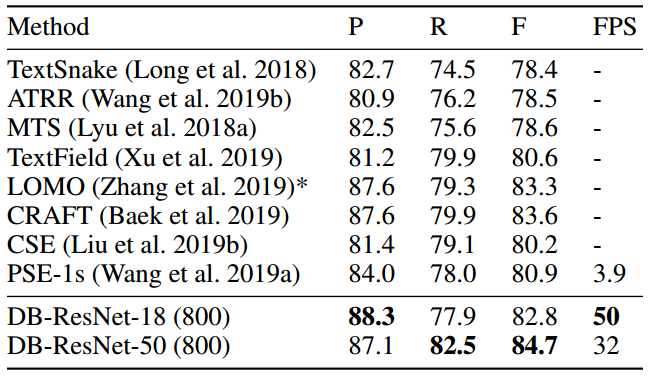 Method P R F FPS
TextSnake (Long et al. 2018) 82.7 74.5 78.4 -
ATRR (Wang et al. 2019b) 80.9 76.2 78.5 -
MTS (Lyu et al. 2018a) 82.5 75.6 78.6 -
TextField (Xu et al. 2019) 81.2 79.9 80.6 -
LOMO (Zhang et al. 2019)* 87.6 79.3 83.3 -
CRAFT (Baek et al. 2019) 87.6 79.9 83.6 -
CSE (Liu et al. 2019b) 81.4 79.1 80.2 -
PSE-1s (Wang et al. 2019a) 84.0 78.0 80.9 3.9
DB-ResNet-18 (800) 88.3 77.9 82.8 50
DB-ResNet-50 (800) 87.1 82.5 84.7 32